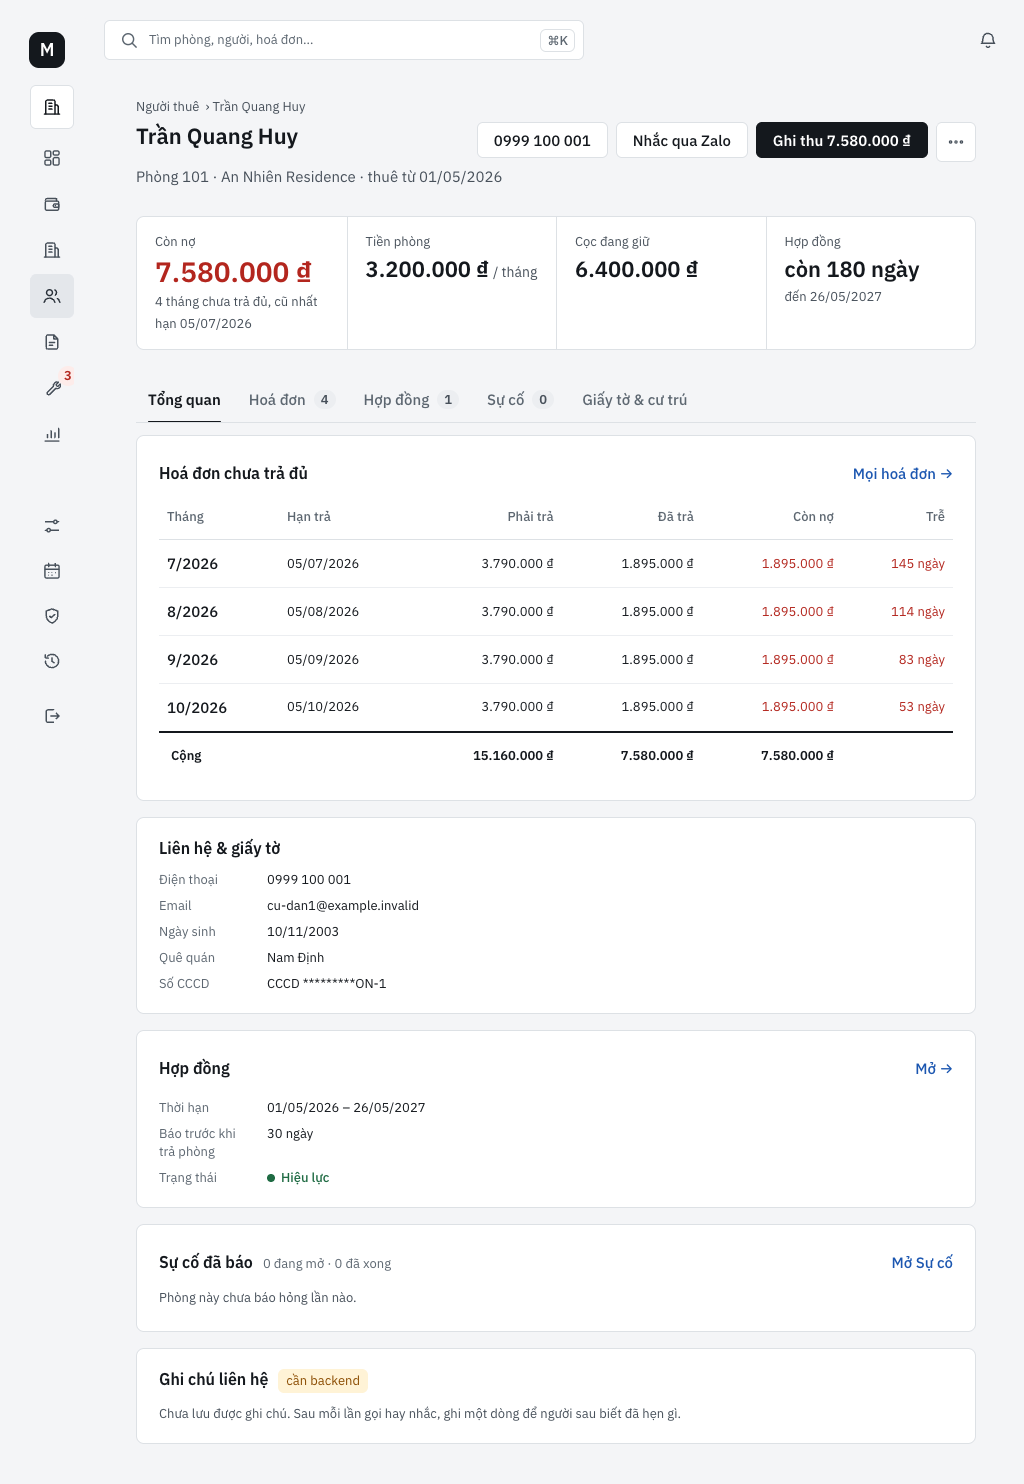 M
Tìm phòng, người, hoá đơn...
⌘K
Người thuê › Trần Quang Huy
Trần Quang Huy
0999 100 001
Nhắc qua Zalo
Ghi thu 7.580.000 ₫
Phòng 101 · An Nhiên Residence · thuê từ 01/05/2026
Còn nợ
7.580.000 ₫
4 tháng chưa trả đủ, cũ nhất
hạn 05/07/2026
Tiền phòng
3.200.000 ₫ / tháng
Cọc đang giữ
6.400.000 ₫
Hợp đồng
còn 180 ngày
đến 26/05/2027
3
Tổng quan
Hoá đơn 4
Hợp đồng 1
Sự cố 0
Giấy tờ & cư trú
Hoá đơn chưa trả đủ
Mọi hoá đơn →
Tháng Hạn trả Phải trả Đã trả Còn nợ Trễ
7/2026 05/07/2026 3.790.000 ₫ 1.895.000 ₫ 1.895.000 ₫ 145 ngày
8/2026 05/08/2026 3.790.000 ₫ 1.895.000 ₫ 1.895.000 ₫ 114 ngày
9/2026 05/09/2026 3.790.000 ₫ 1.895.000 ₫ 1.895.000 ₫ 83 ngày
10/2026 05/10/2026 3.790.000 ₫ 1.895.000 ₫ 1.895.000 ₫ 53 ngày
Cộng 15.160.000 ₫ 7.580.000 ₫ 7.580.000 ₫
Liên hệ & giấy tờ
Điện thoại 0999 100 001
Email cu-dan1@example.invalid
Ngày sinh 10/11/2003
Quê quán Nam Định
Số CCCD CCCD *********ON-1
Hợp đồng
Mở →
Thời hạn 01/05/2026 – 26/05/2027
Báo trước khi 30 ngày
trả phòng
Trạng thái Hiệu lực
Sự cố đã báo 0 đang mở · 0 đã xong
Mở Sự cố
Phòng này chưa báo hỏng lần nào.
Ghi chú liên hệ cần backend
Chưa lưu được ghi chú. Sau mỗi lần gọi hay nhắc, ghi một dòng để người sau biết đã hẹn gì.